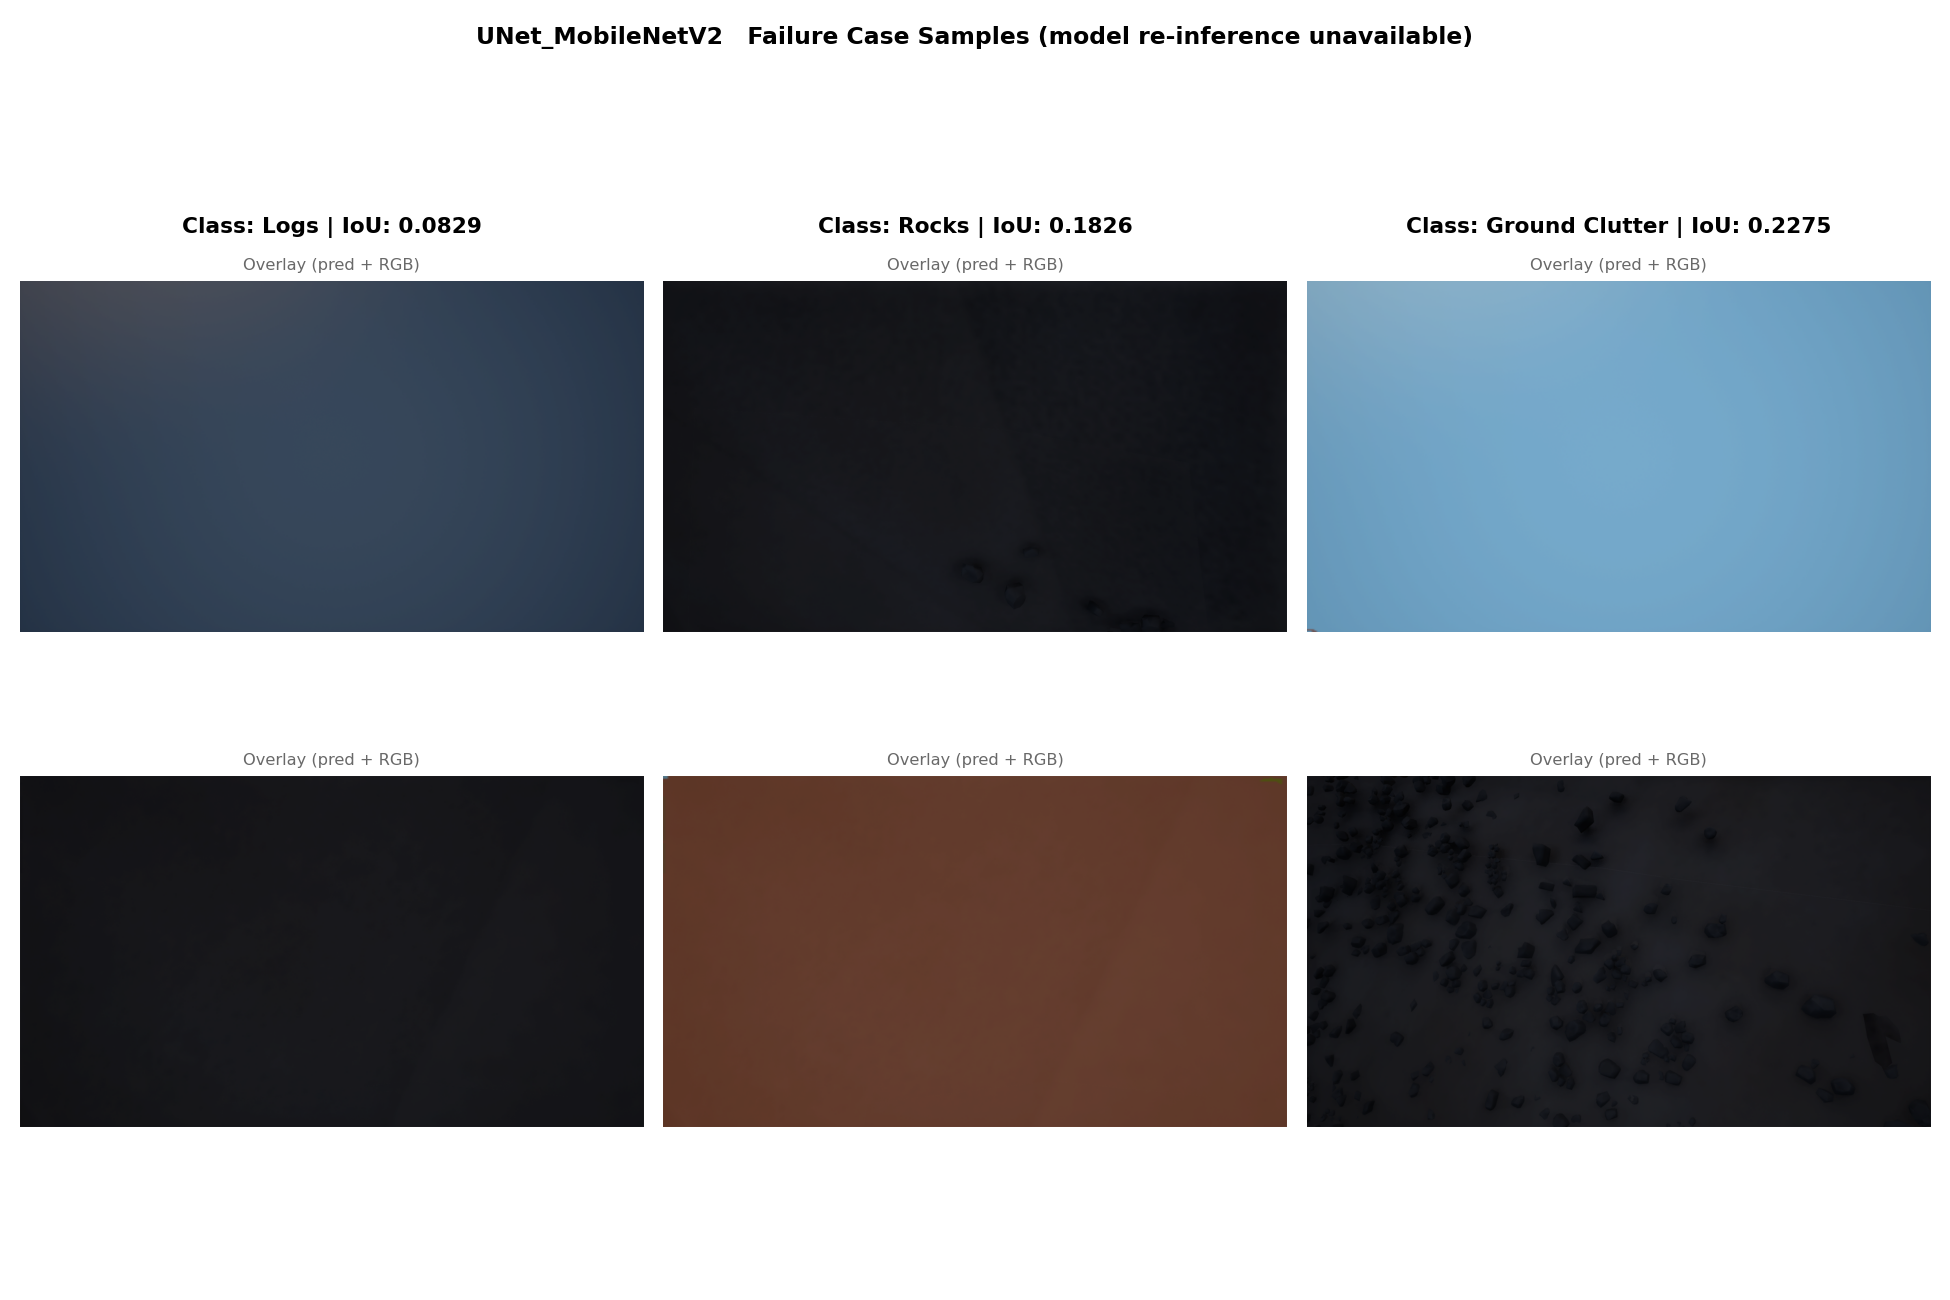 UNet_MobileNetV2   Failure Case Samples (model re-inference unavailable)
Class: Logs | IoU: 0.0829
Class: Rocks | IoU: 0.1826
Class: Ground Clutter | IoU: 0.2275
Overlay (pred + RGB)
Overlay (pred + RGB)
Overlay (pred + RGB)
Overlay (pred + RGB)
Overlay (pred + RGB)
Overlay (pred + RGB)